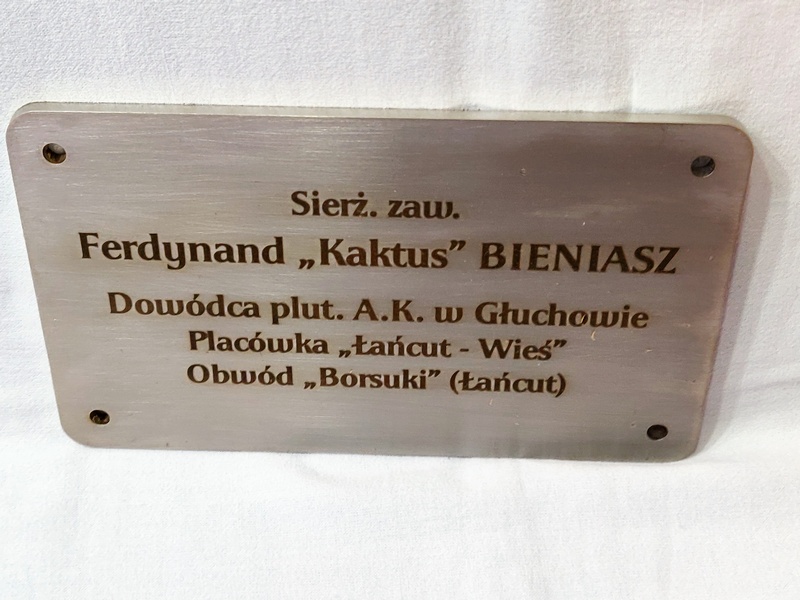 Sierż. zaw.
Ferdynand „Kaktus” BIENIASZ
Dowódca plut. A.K. w Głuchowie
Placówka „Łańcut - Wieś”
Obwód „Borsuki” (Łańcut)